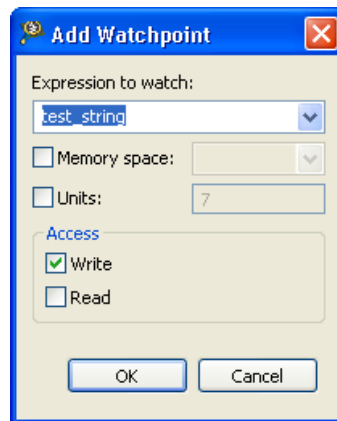 Add Watchpoint
Expression to watch:
test_string
Memory space:
Units: 7
Access
Write
Read
OK Cancel